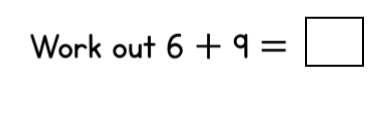 Work out 6 + 9 =